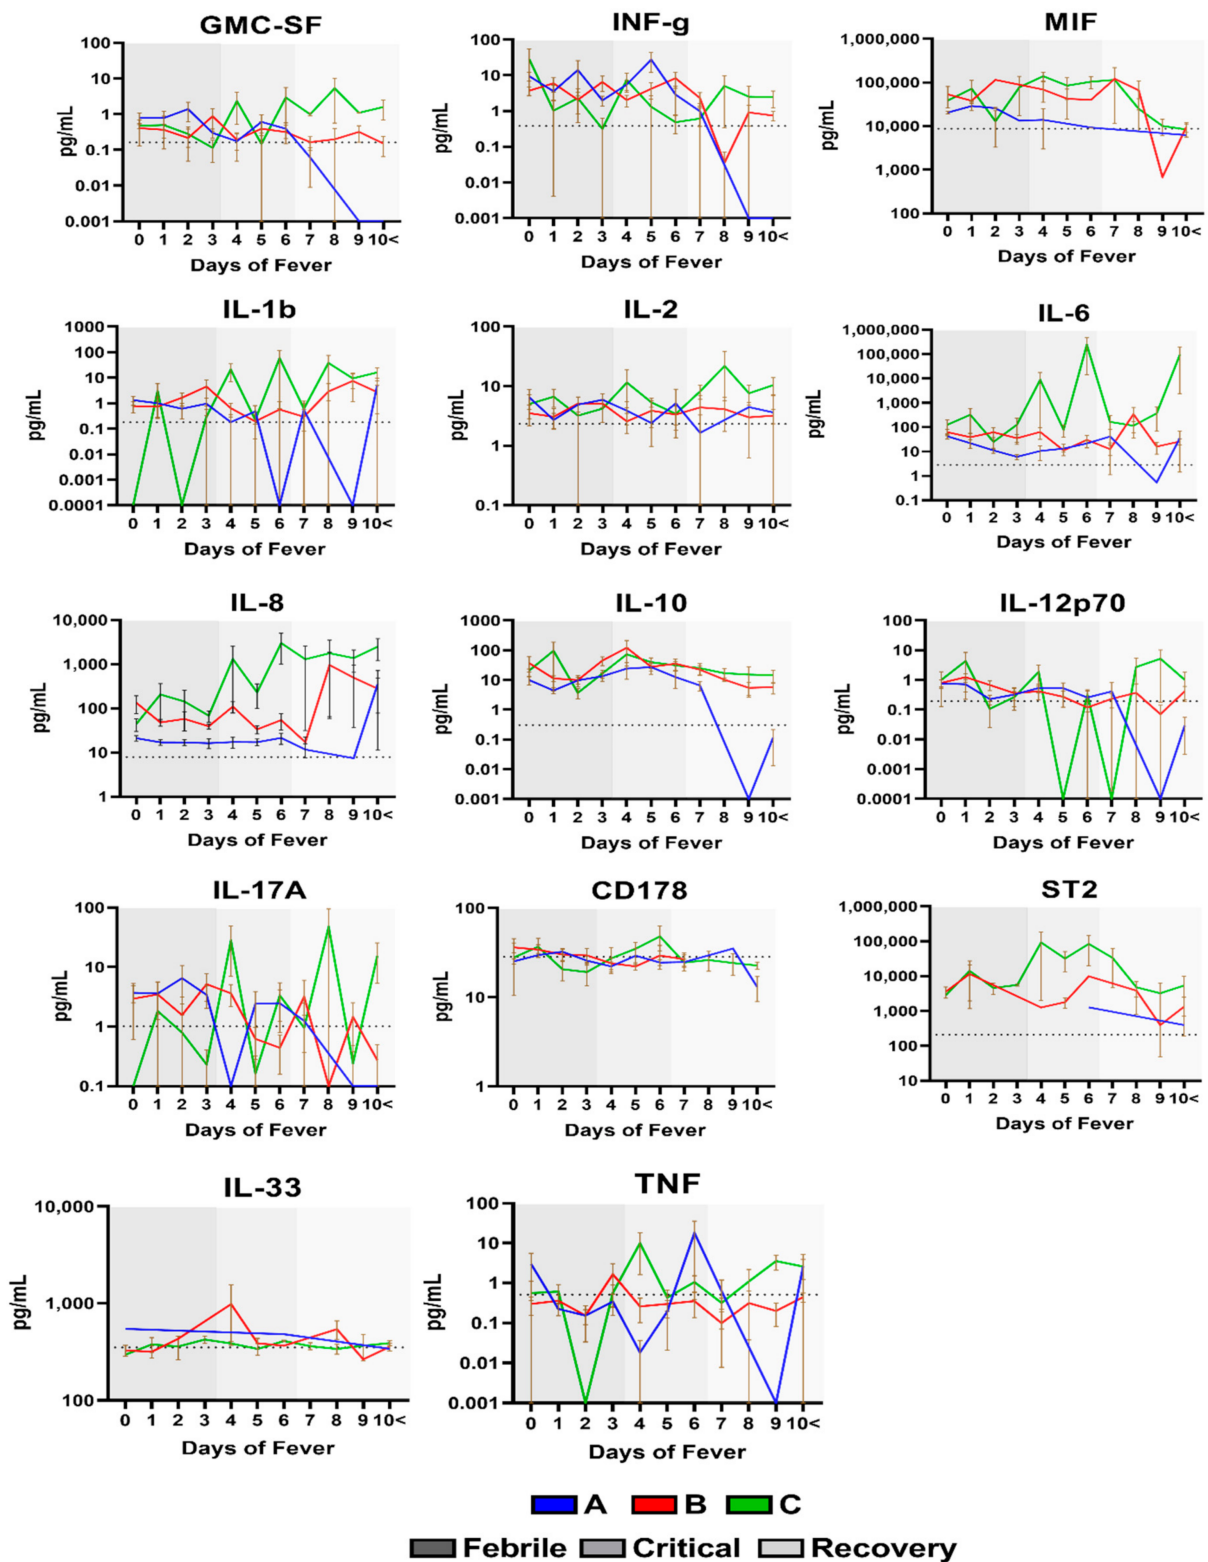 GMC-SF
pg/mL
100
10
1
0.1
0.01
0.001
0 1 2 3 4 5 6 7 8 9 10<
Days of Fever
INF-g
pg/mL
100
10
1
0.1
0.01
0.001
0 1 2 3 4 5 6 7 8 9 10<
Days of Fever
MIF
pg/mL
1,000,000
100,000
10,000
1,000
100
0 1 2 3 4 5 6 7 8 9 10<
Days of Fever
IL-1b
pg/mL
1000
100
10
1
0.1
0.01
0.001
0.0001
0 1 2 3 4 5 6 7 8 9 10<
Days of Fever
IL-2
pg/mL
100
10
1
0.1
0 1 2 3 4 5 6 7 8 9 10<
Days of Fever
IL-6
pg/mL
1,000,000
100,000
10,000
1,000
100
10
1
0.1
0 1 2 3 4 5 6 7 8 9 10<
Days of Fever
IL-8
pg/mL
10,000
1,000
100
10
1
0 1 2 3 4 5 6 7 8 9 10<
Days of Fever
IL-10
pg/mL
1000
100
10
1
0.1
0.01
0.001
0 1 2 3 4 5 6 7 8 9 10<
Days of Fever
IL-12p70
pg/mL
100
10
1
0.1
0.01
0.001
0.0001
0 1 2 3 4 5 6 7 8 9 10<
Days of Fever
IL-17A
pg/mL
100
10
1
0.1
0 1 2 3 4 5 6 7 8 9 10<
Days of Fever
CD178
pg/mL
100
10
1
0 1 2 3 4 5 6 7 8 9 10<
Days of Fever
ST2
pg/mL
1,000,000
100,000
10,000
1,000
100
10
0 1 2 3 4 5 6 7 8 9 10<
Days of Fever
IL-33
pg/mL
10,000
1,000
100
0 1 2 3 4 5 6 7 8 9 10<
Days of Fever
TNF
pg/mL
100
10
1
0.1
0.01
0.001
0 1 2 3 4 5 6 7 8 9 10<
Days of Fever
A B C
Febrile Critical Recovery